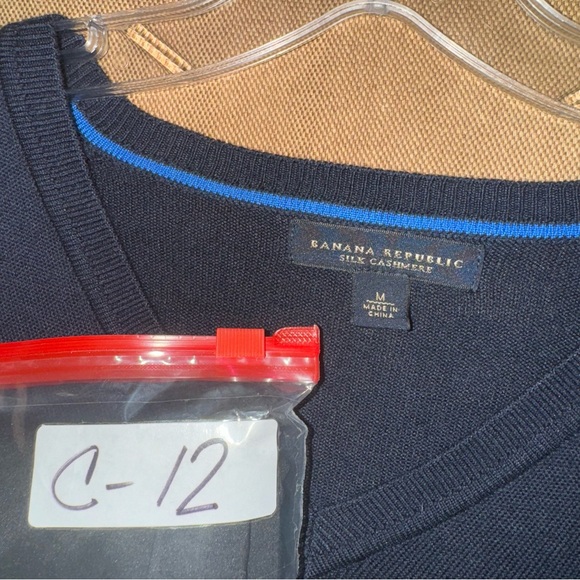 BANANA REPUBLIC
SILK CASHMERE
M
MADE IN
CHINA
C-12